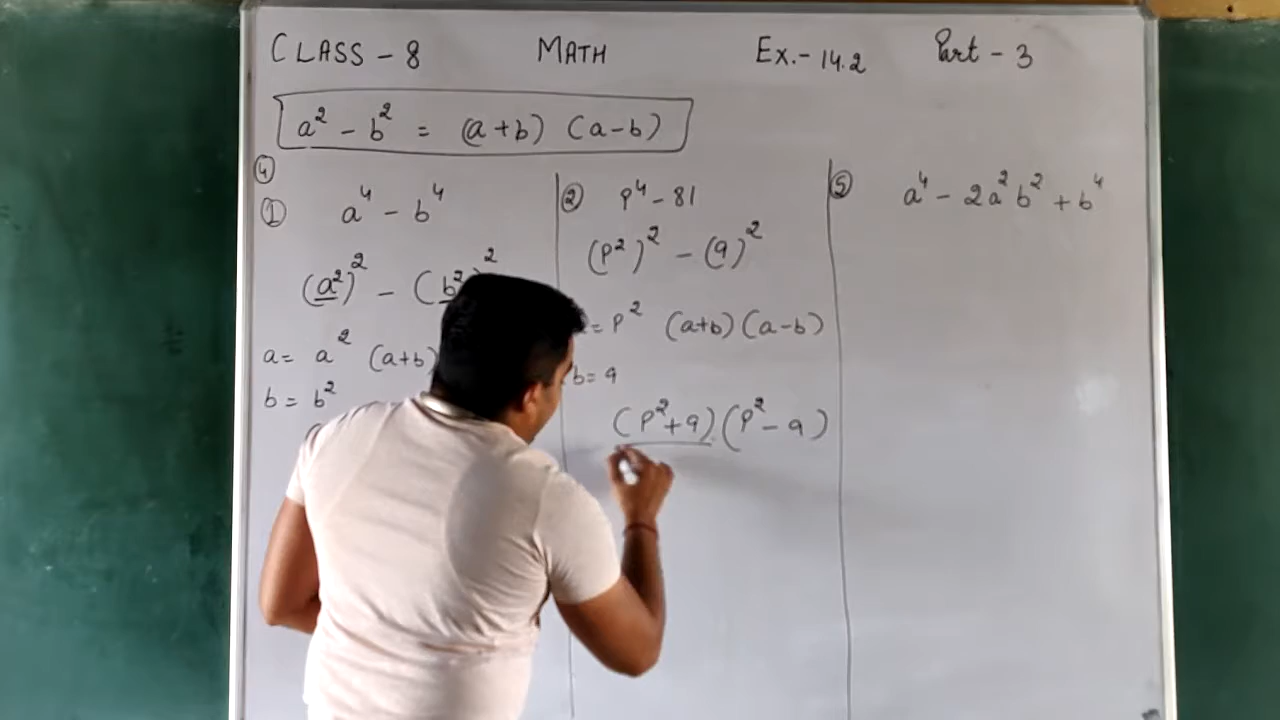 CLASS - 8 MATH Ex.- 14.2 Part - 3
a² - b² = (a+b) (a-b)
④
① a⁴ - b⁴
(a²)² - (b²)²
a = a² (a+b)
b = b²
② p⁴ - 81
(p²)² - (9)²
= p² (a+b) (a-b)
b = 9
(p²+9) (p²-9)
⑤ a⁴ - 2a²b² + b⁴